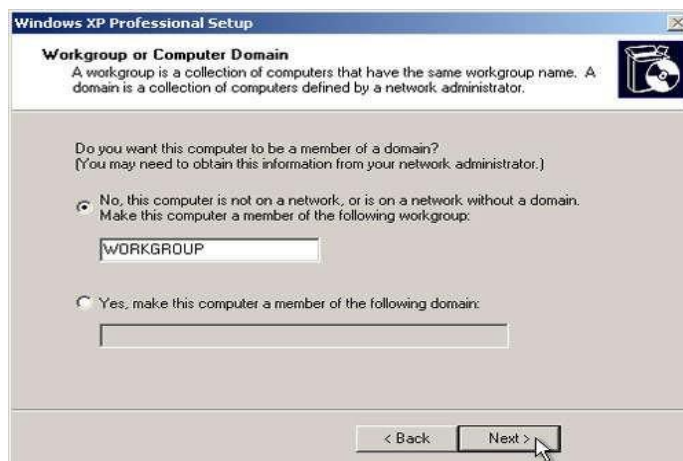 Windows XP Professional Setup
Workgroup or Computer Domain
A workgroup is a collection of computers that have the same workgroup name. A
domain is a collection of computers defined by a network administrator.
Do you want this computer to be a member of a domain?
(You may need to obtain this information from your network administrator.)
No, this computer is not on a network, or is on a network without a domain.
Make this computer a member of the following workgroup:
WORKGROUP
Yes, make this computer a member of the following domain:
< Back Next >